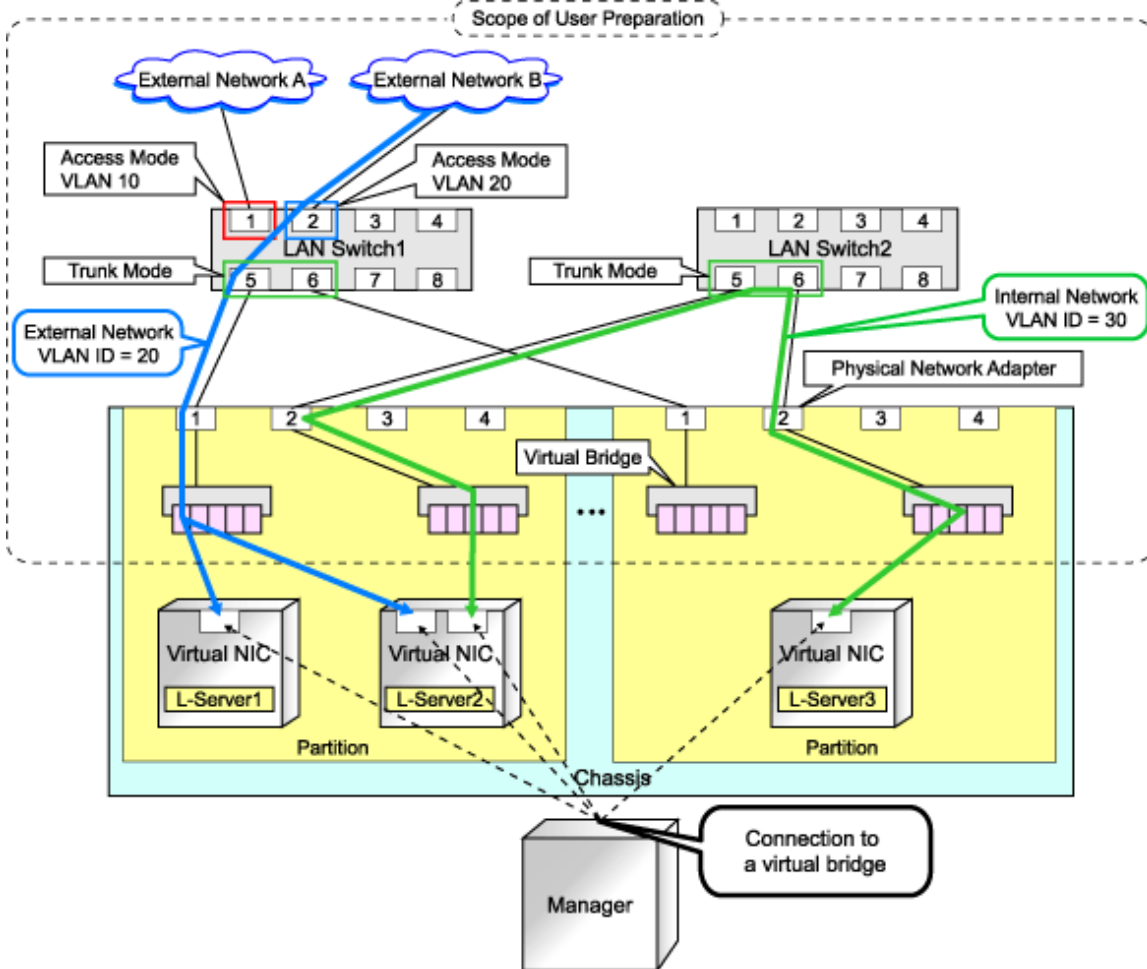 Scope of User Preparation
External Network A
External Network B
Access Mode
VLAN 10
Access Mode
VLAN 20
1 2 3 4
LAN Switch1
5 6 7 8
Trunk Mode
1 2 3 4
LAN Switch2
5 6 7 8
Trunk Mode
External Network
VLAN ID = 20
Internal Network
VLAN ID = 30
Physical Network Adapter
1 2 3 4
1 2 3 4
Virtual Bridge
...
Virtual NIC
L-Server1
Virtual NIC
L-Server2
Virtual NIC
L-Server3
Partition
Partition
Chassis
Connection to
a virtual bridge
Manager